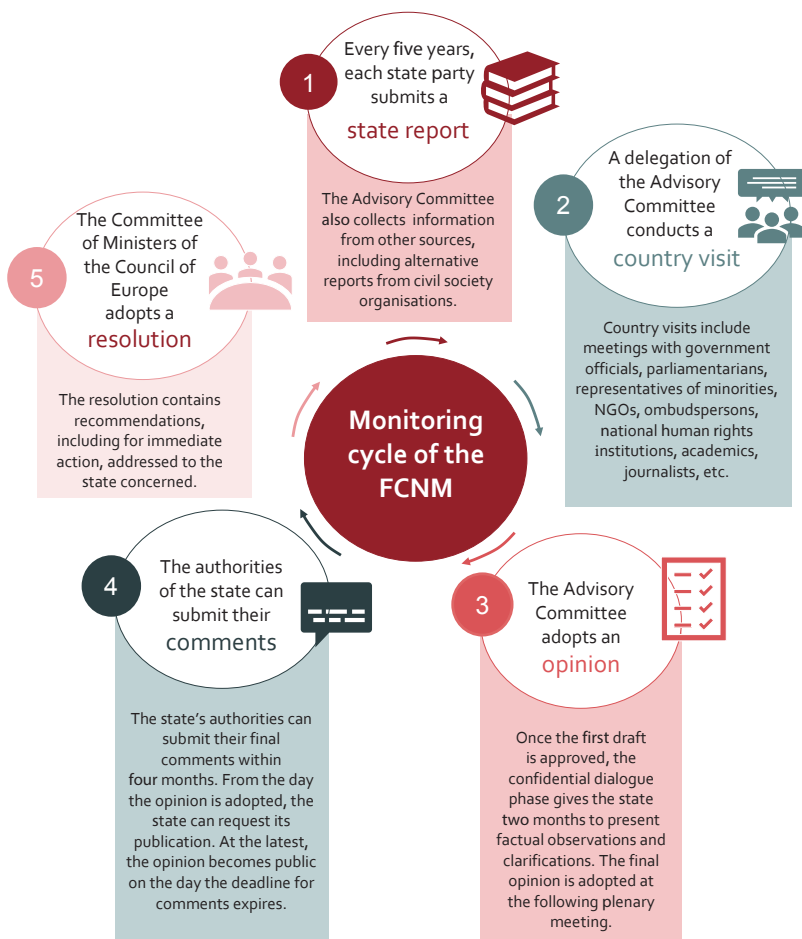 1
Every five years,
each state party
submits a
state report
The Advisory Committee
also collects information
from other sources,
including alternative
reports from civil society
organisations.
2
A delegation of
the Advisory
Committee
conducts a
country visit
Country visits include
meetings with government
officials, parliamentarians,
representatives of minorities,
NGOs, ombudspersons,
national human rights
institutions, academics,
journalists, etc.
3
The Advisory
Committee
adopts an
opinion
Once the first draft
is approved, the
confidential dialogue
phase gives the state
two months to present
factual observations and
clarifications. The final
opinion is adopted at
the following plenary
meeting.
4
The authorities
of the state can
submit their
comments
The state’s authorities can
submit their final
comments within
four months. From the day
the opinion is adopted, the
state can request its
publication. At the latest,
the opinion becomes public
on the day the deadline for
comments expires.
5
The Committee
of Ministers of
the Council of
Europe
adopts a
resolution
The resolution contains
recommendations,
including for immediate
action, addressed to the
state concerned.
Monitoring
cycle of the
FCNM